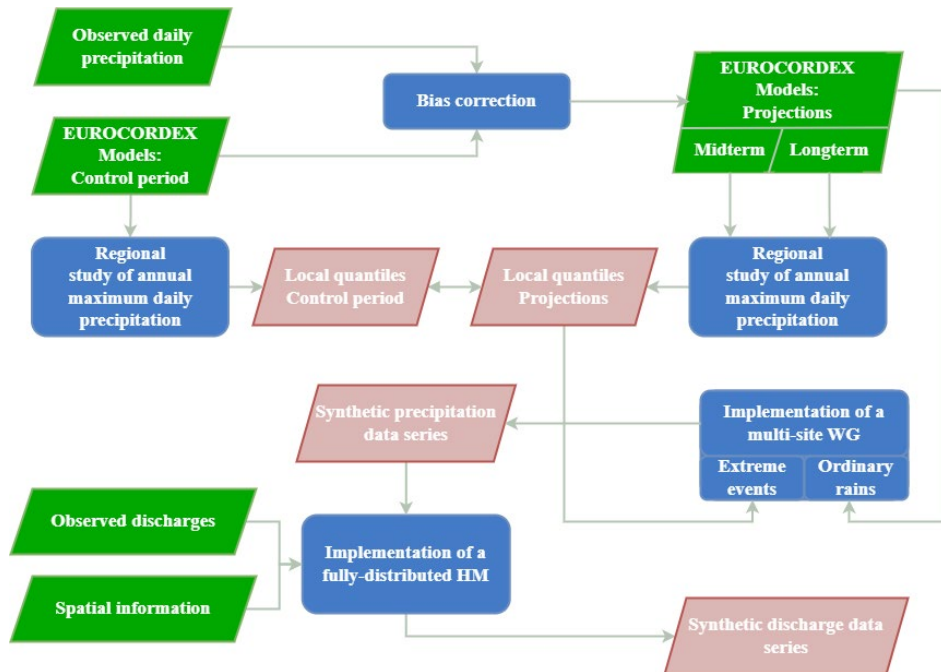 Observed daily
precipitation
EUROCORDEX
Models:
Projections
Bias correction
EUROCORDEX
Models:
Control period
Midterm
Longterm
Regional
study of annual
maximum daily
precipitation
Local quantiles
Control period
Local quantiles
Projections
Regional
study of annual
maximum daily
precipitation
Synthetic precipitation
data series
Implementation of a
multi-site WG
Extreme
events
Ordinary
rains
Observed discharges
Implementation of a
fully-distributed HM
Spatial information
Synthetic discharge data
series